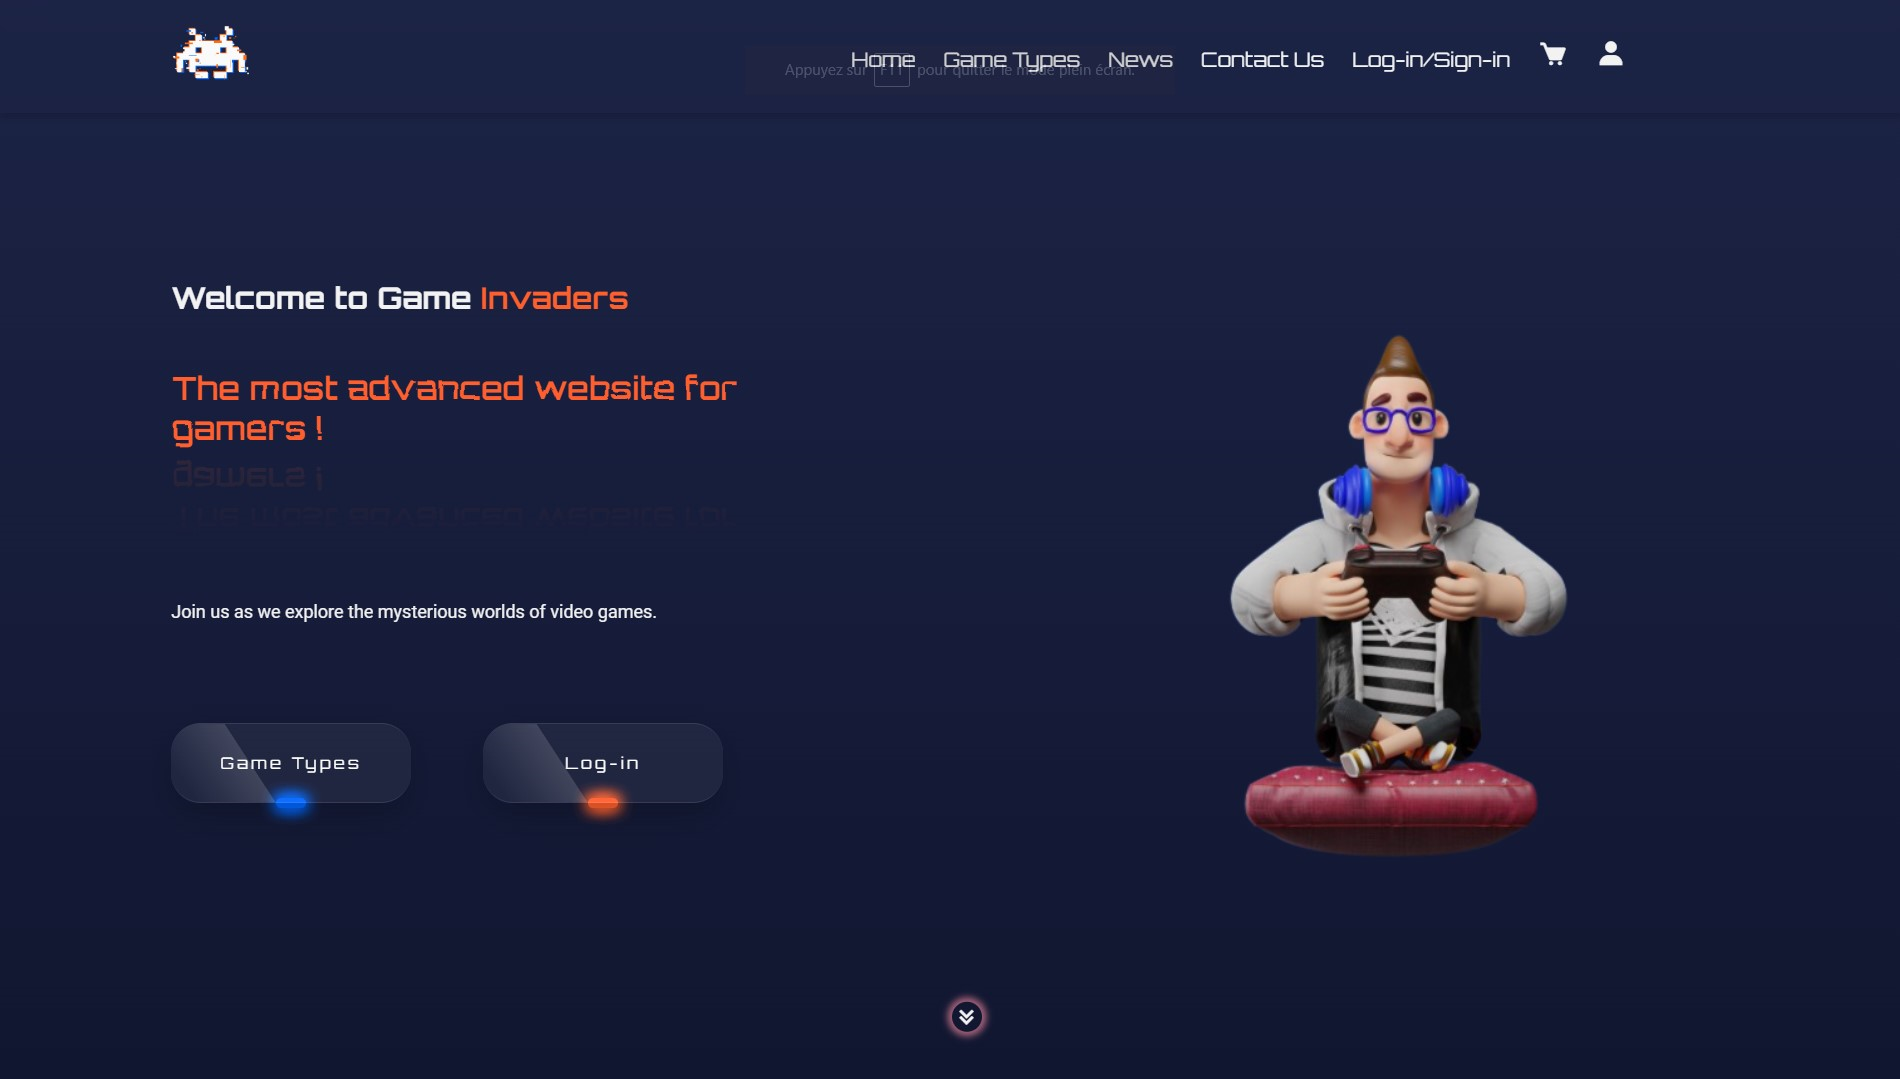 Home Game Types News Contact Us Log-in/Sign-in
Appuyez sur F11 pour quitter le mode plein écran.
Welcome to Game Invaders
The most advanced website for
gamers !
Join us as we explore the mysterious worlds of video games.
Game Types
Log-in